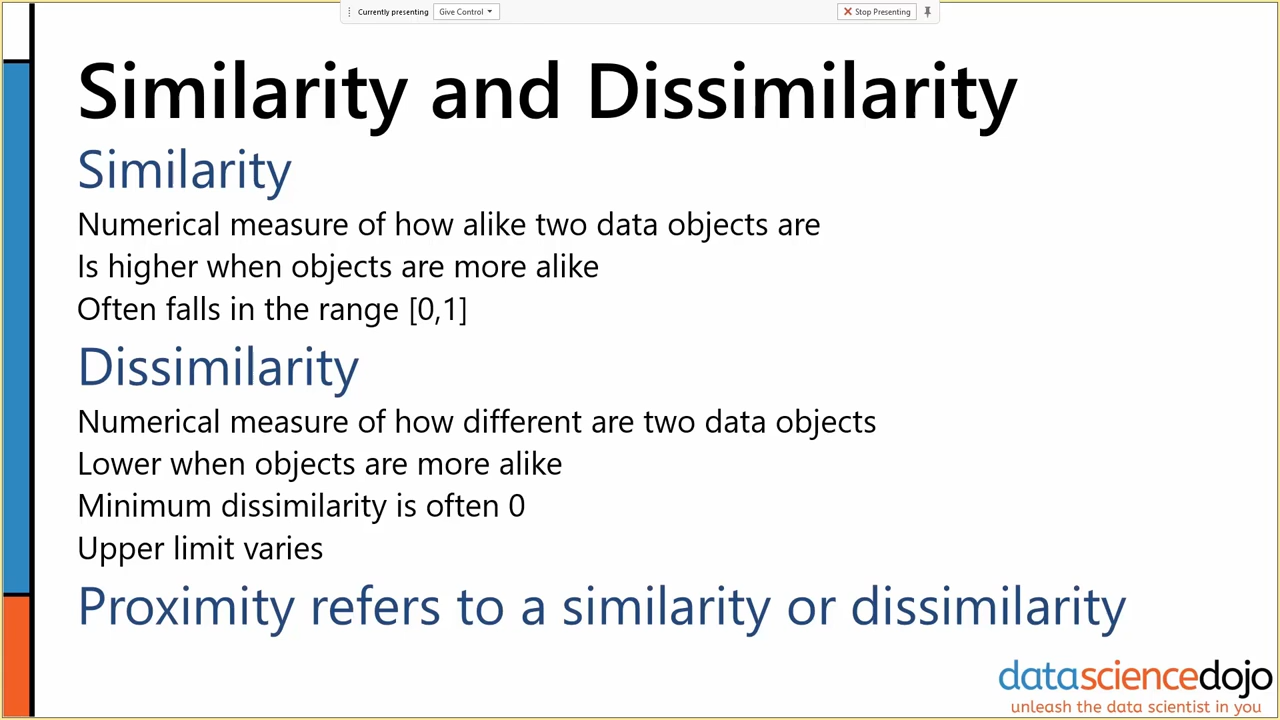 Currently presenting Give Control Stop Presenting
Similarity and Dissimilarity
Similarity
Numerical measure of how alike two data objects are
Is higher when objects are more alike
Often falls in the range [0,1]
Dissimilarity
Numerical measure of how different are two data objects
Lower when objects are more alike
Minimum dissimilarity is often 0
Upper limit varies
Proximity refers to a similarity or dissimilarity
datasciencedojo
unleash the data scientist in you